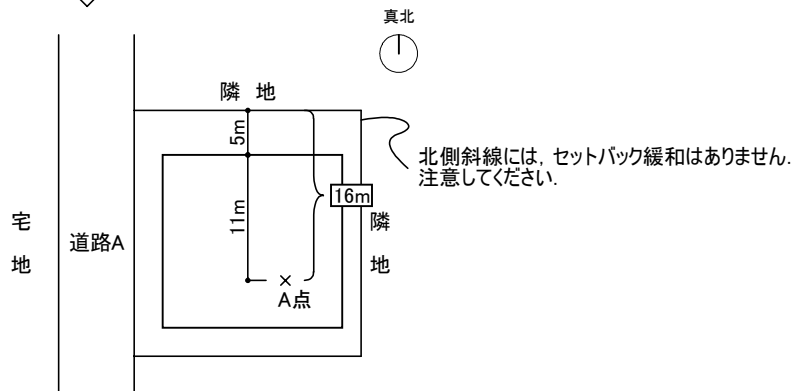 真北
隣 地
5m
北側斜線には, セットバック緩和はありません.
注意してください.
16m
11m
宅
地
道路A
隣
地
A点